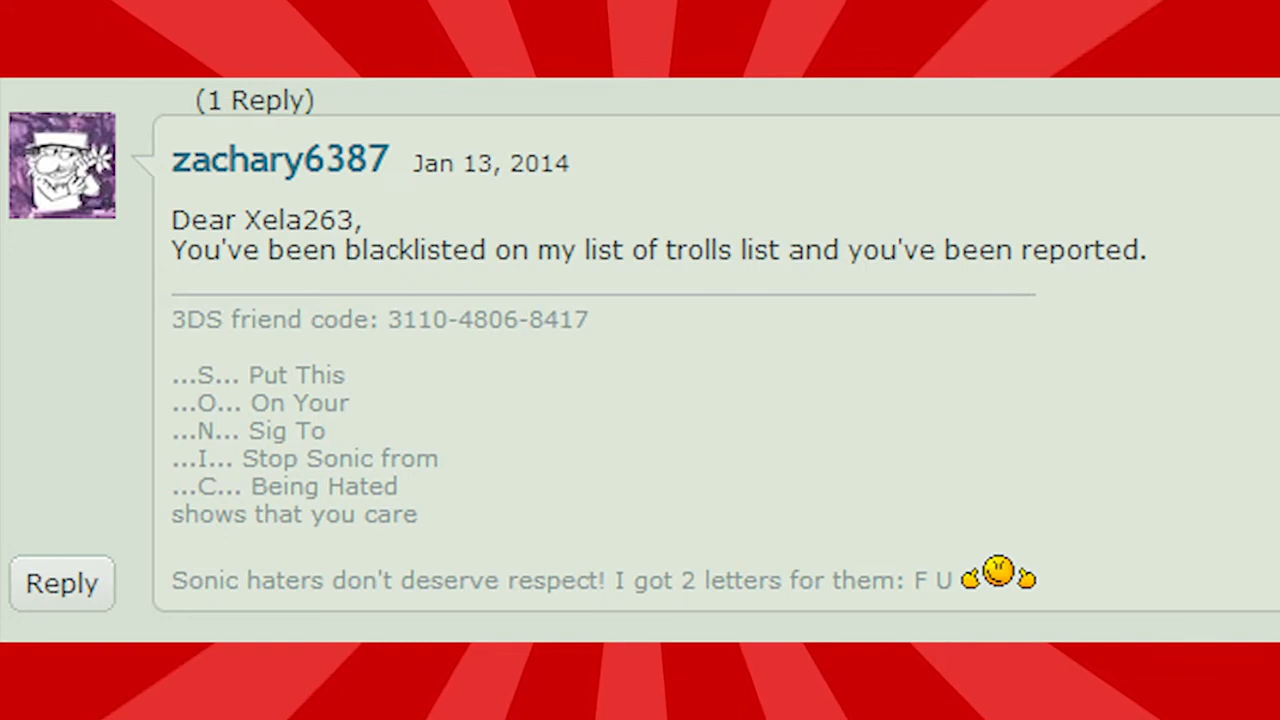 (1 Reply)
zachary6387 Jan 13, 2014
Dear Xela263,
You've been blacklisted on my list of trolls list and you've been reported.
3DS friend code: 3110-4806-8417
...S... Put This
...O... On Your
...N... Sig To
...I... Stop Sonic from
...C... Being Hated
shows that you care
Reply
Sonic haters don't deserve respect! I got 2 letters for them: F U